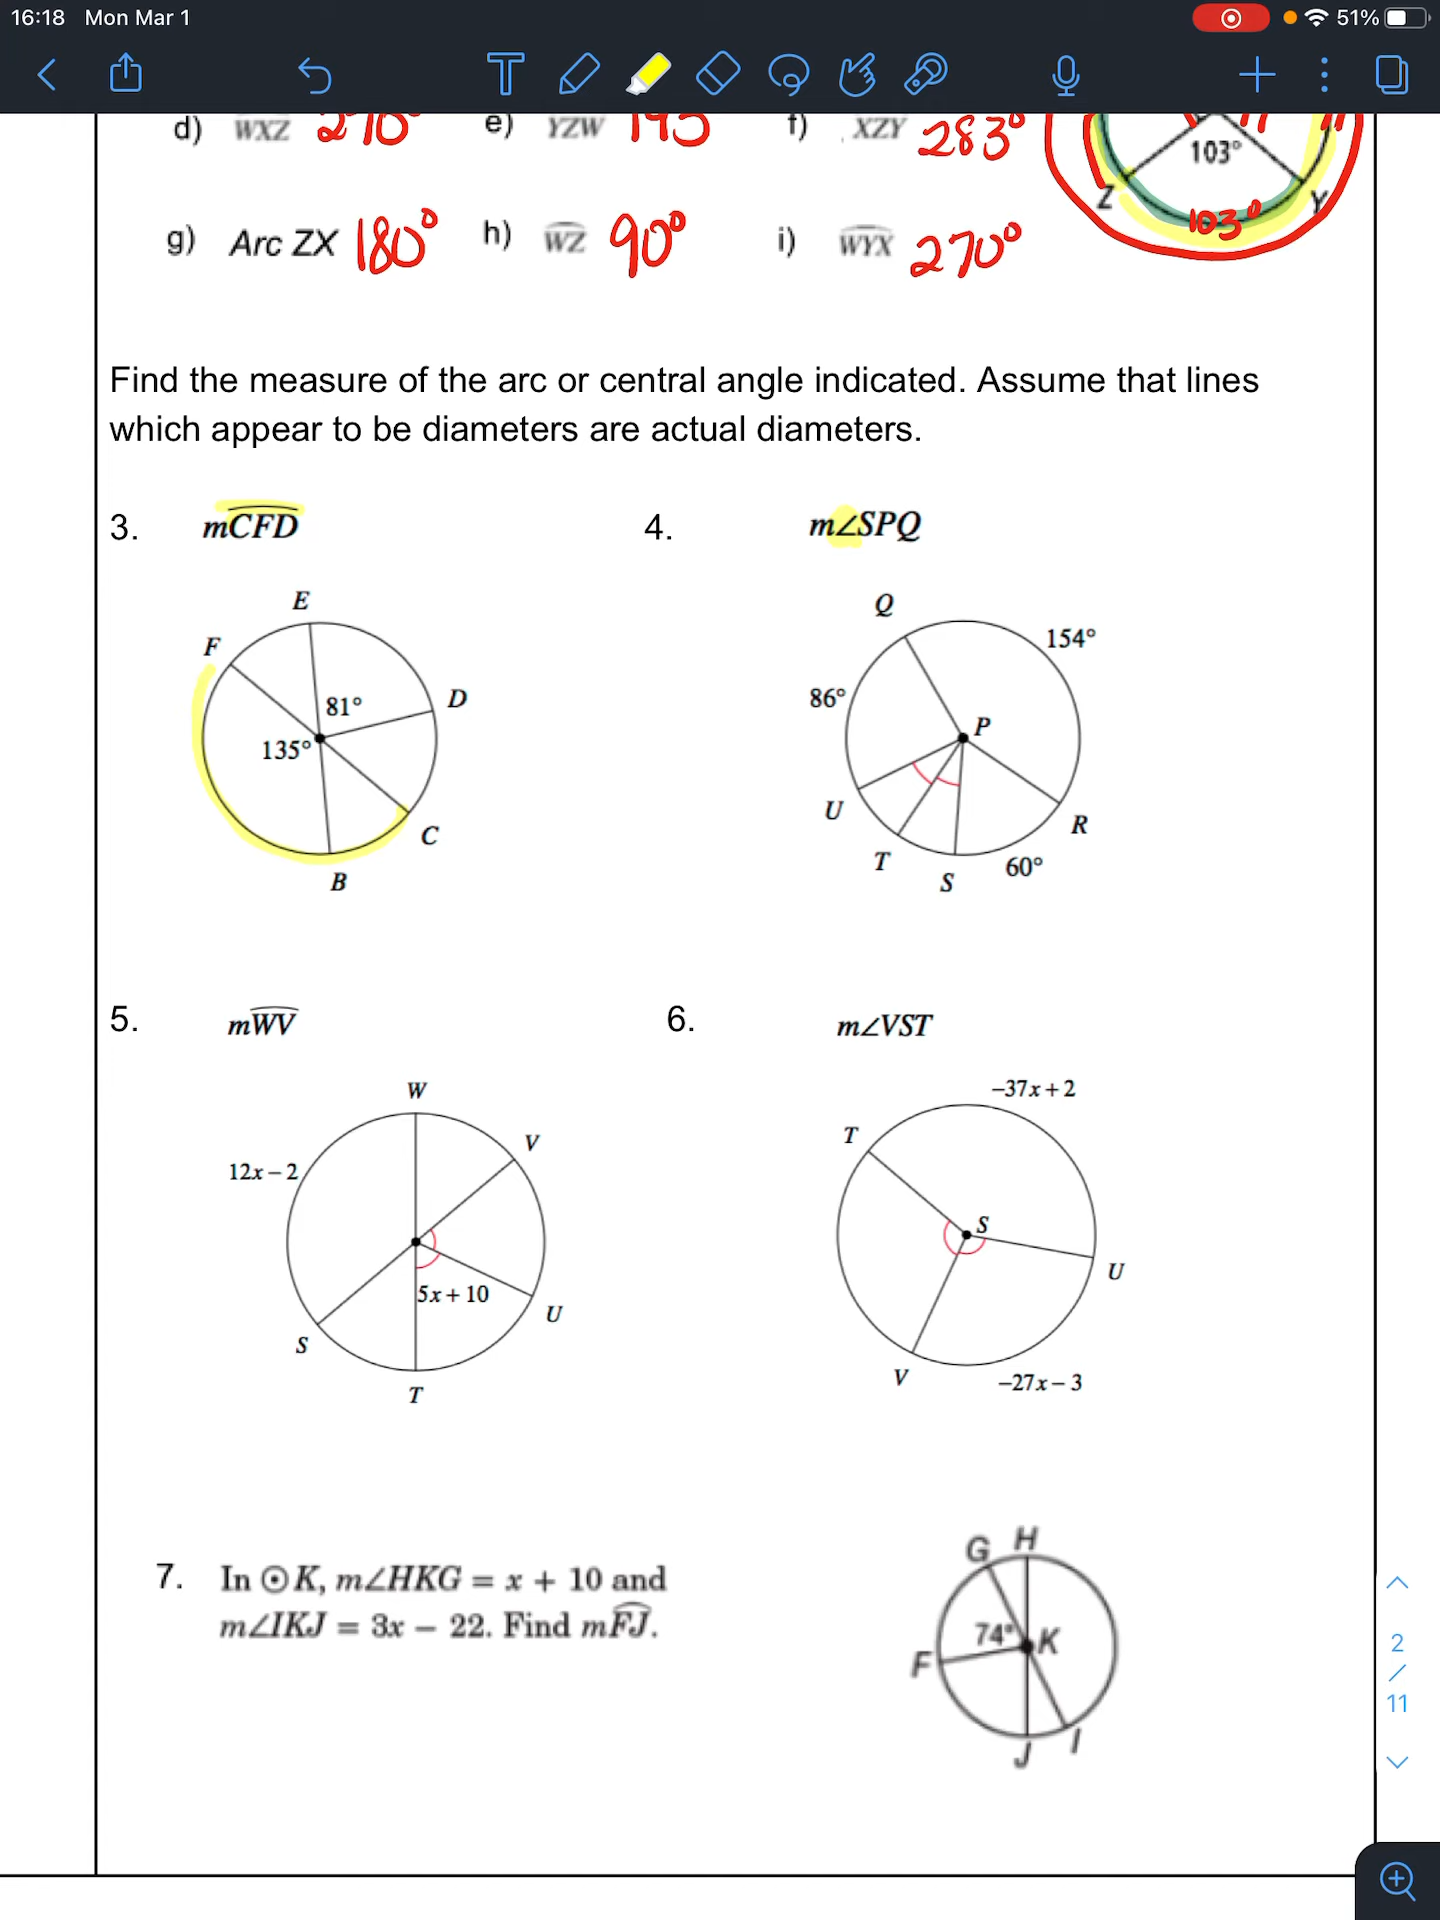 16:18 Mon Mar 1 51%
d) WXZ 270° e) YZW 193 f) XZY 283°
103°
Z Y
103°
g) Arc ZX 180° h) WZ 90° i) WYX 270°
Find the measure of the arc or central angle indicated. Assume that lines
which appear to be diameters are actual diameters.
3. mCFD 4. m∠SPQ
E
F
D
81°
135°
C
B
Q
154°
86°
P
U
R
T
60°
S
5. mWV 6. m∠VST
W
V
12x – 2
5x + 10
U
S
T
–37x + 2
T
S
U
V
–27x – 3
7. In ⊙K, m∠HKG = x + 10 and
m∠IKJ = 3x – 22. Find mFJ.
G H
74° K
F
J I
2
/
11